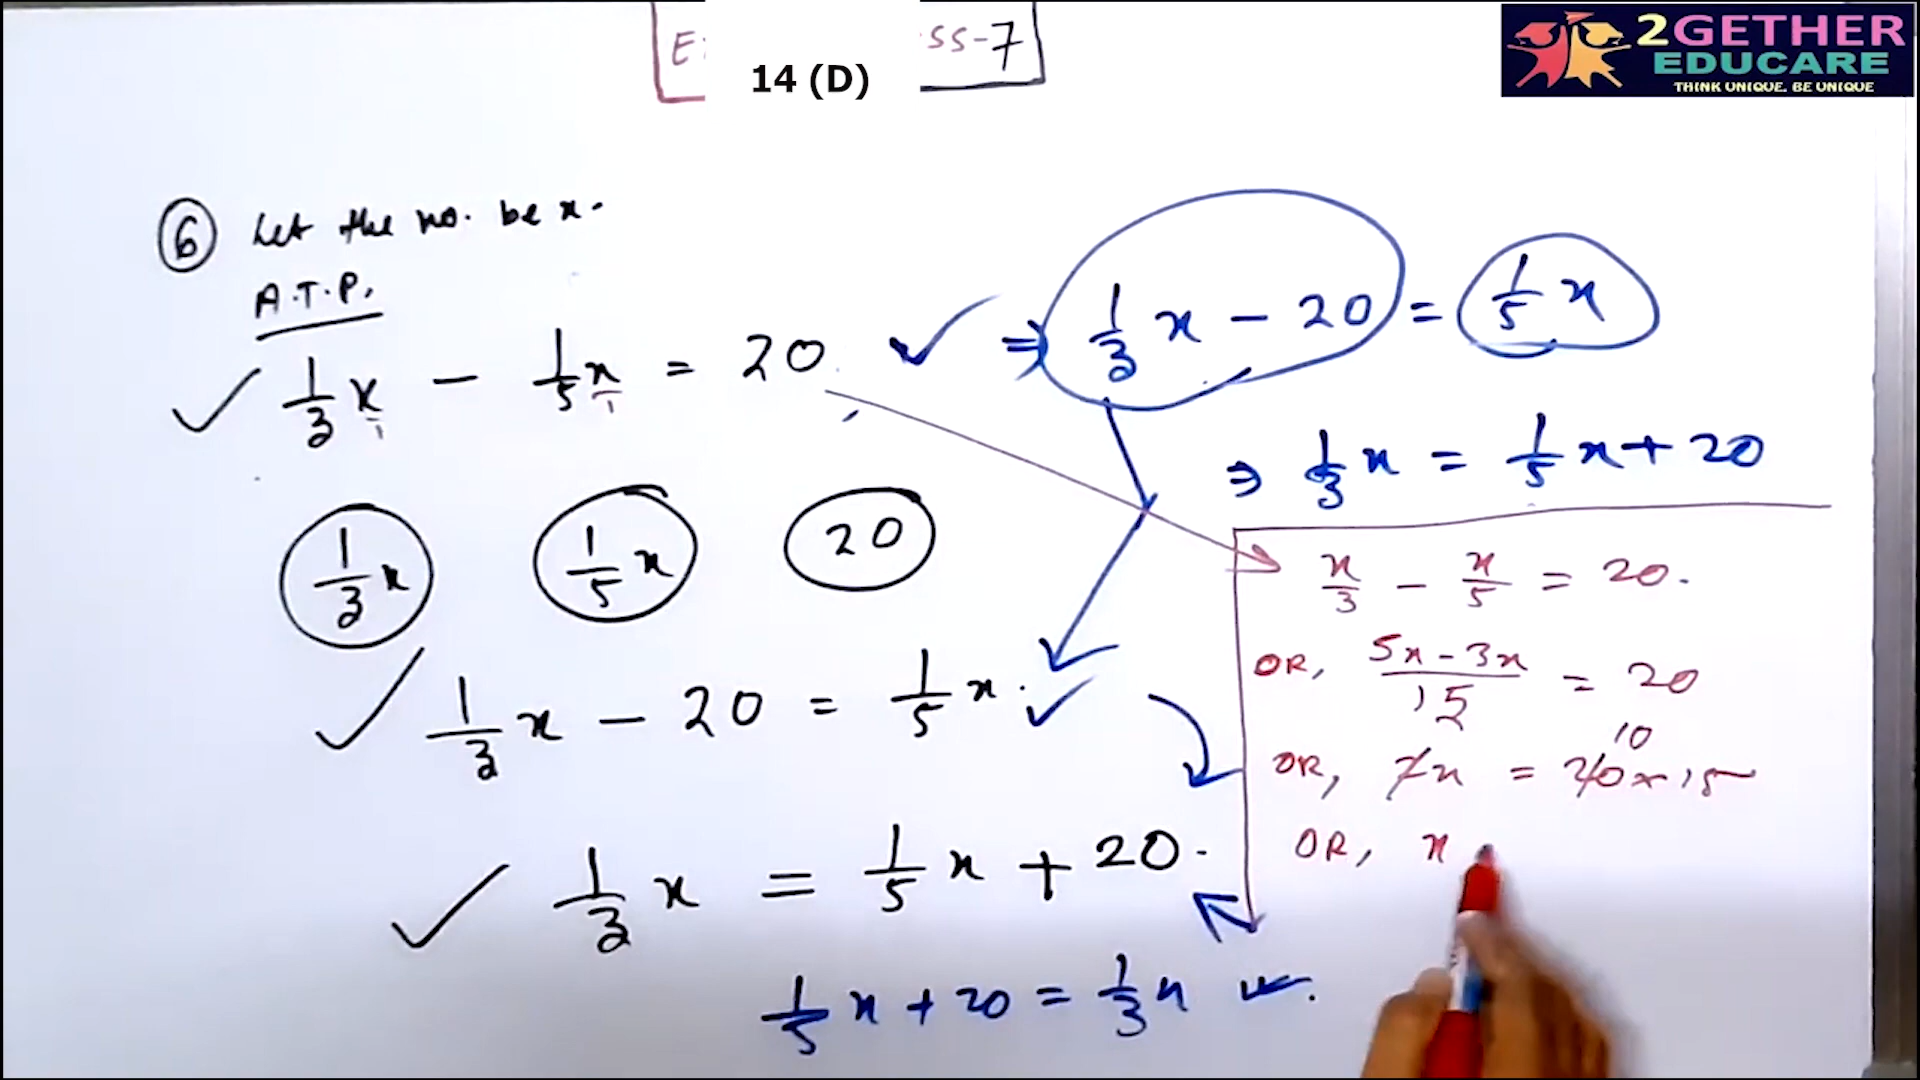 E
SS-7
14 (D)
2GETHER
EDUCARE
THINK UNIQUE. BE UNIQUE
6 Let the no. be x.
A.T.P.
1/3 x - 1/5 x = 20
⇒ 1/3 x - 20 = 1/5 x
⇒ 1/3 x = 1/5 x + 20
1/3 x 1/5 x 20
1/3 x - 20 = 1/5 x.
1/3 x = 1/5 x + 20.
1/5 x + 20 = 1/3 x
x/3 - x/5 = 20.
OR, 5x-3x/15 = 20
10
OR, 2x = 20×15
OR, x